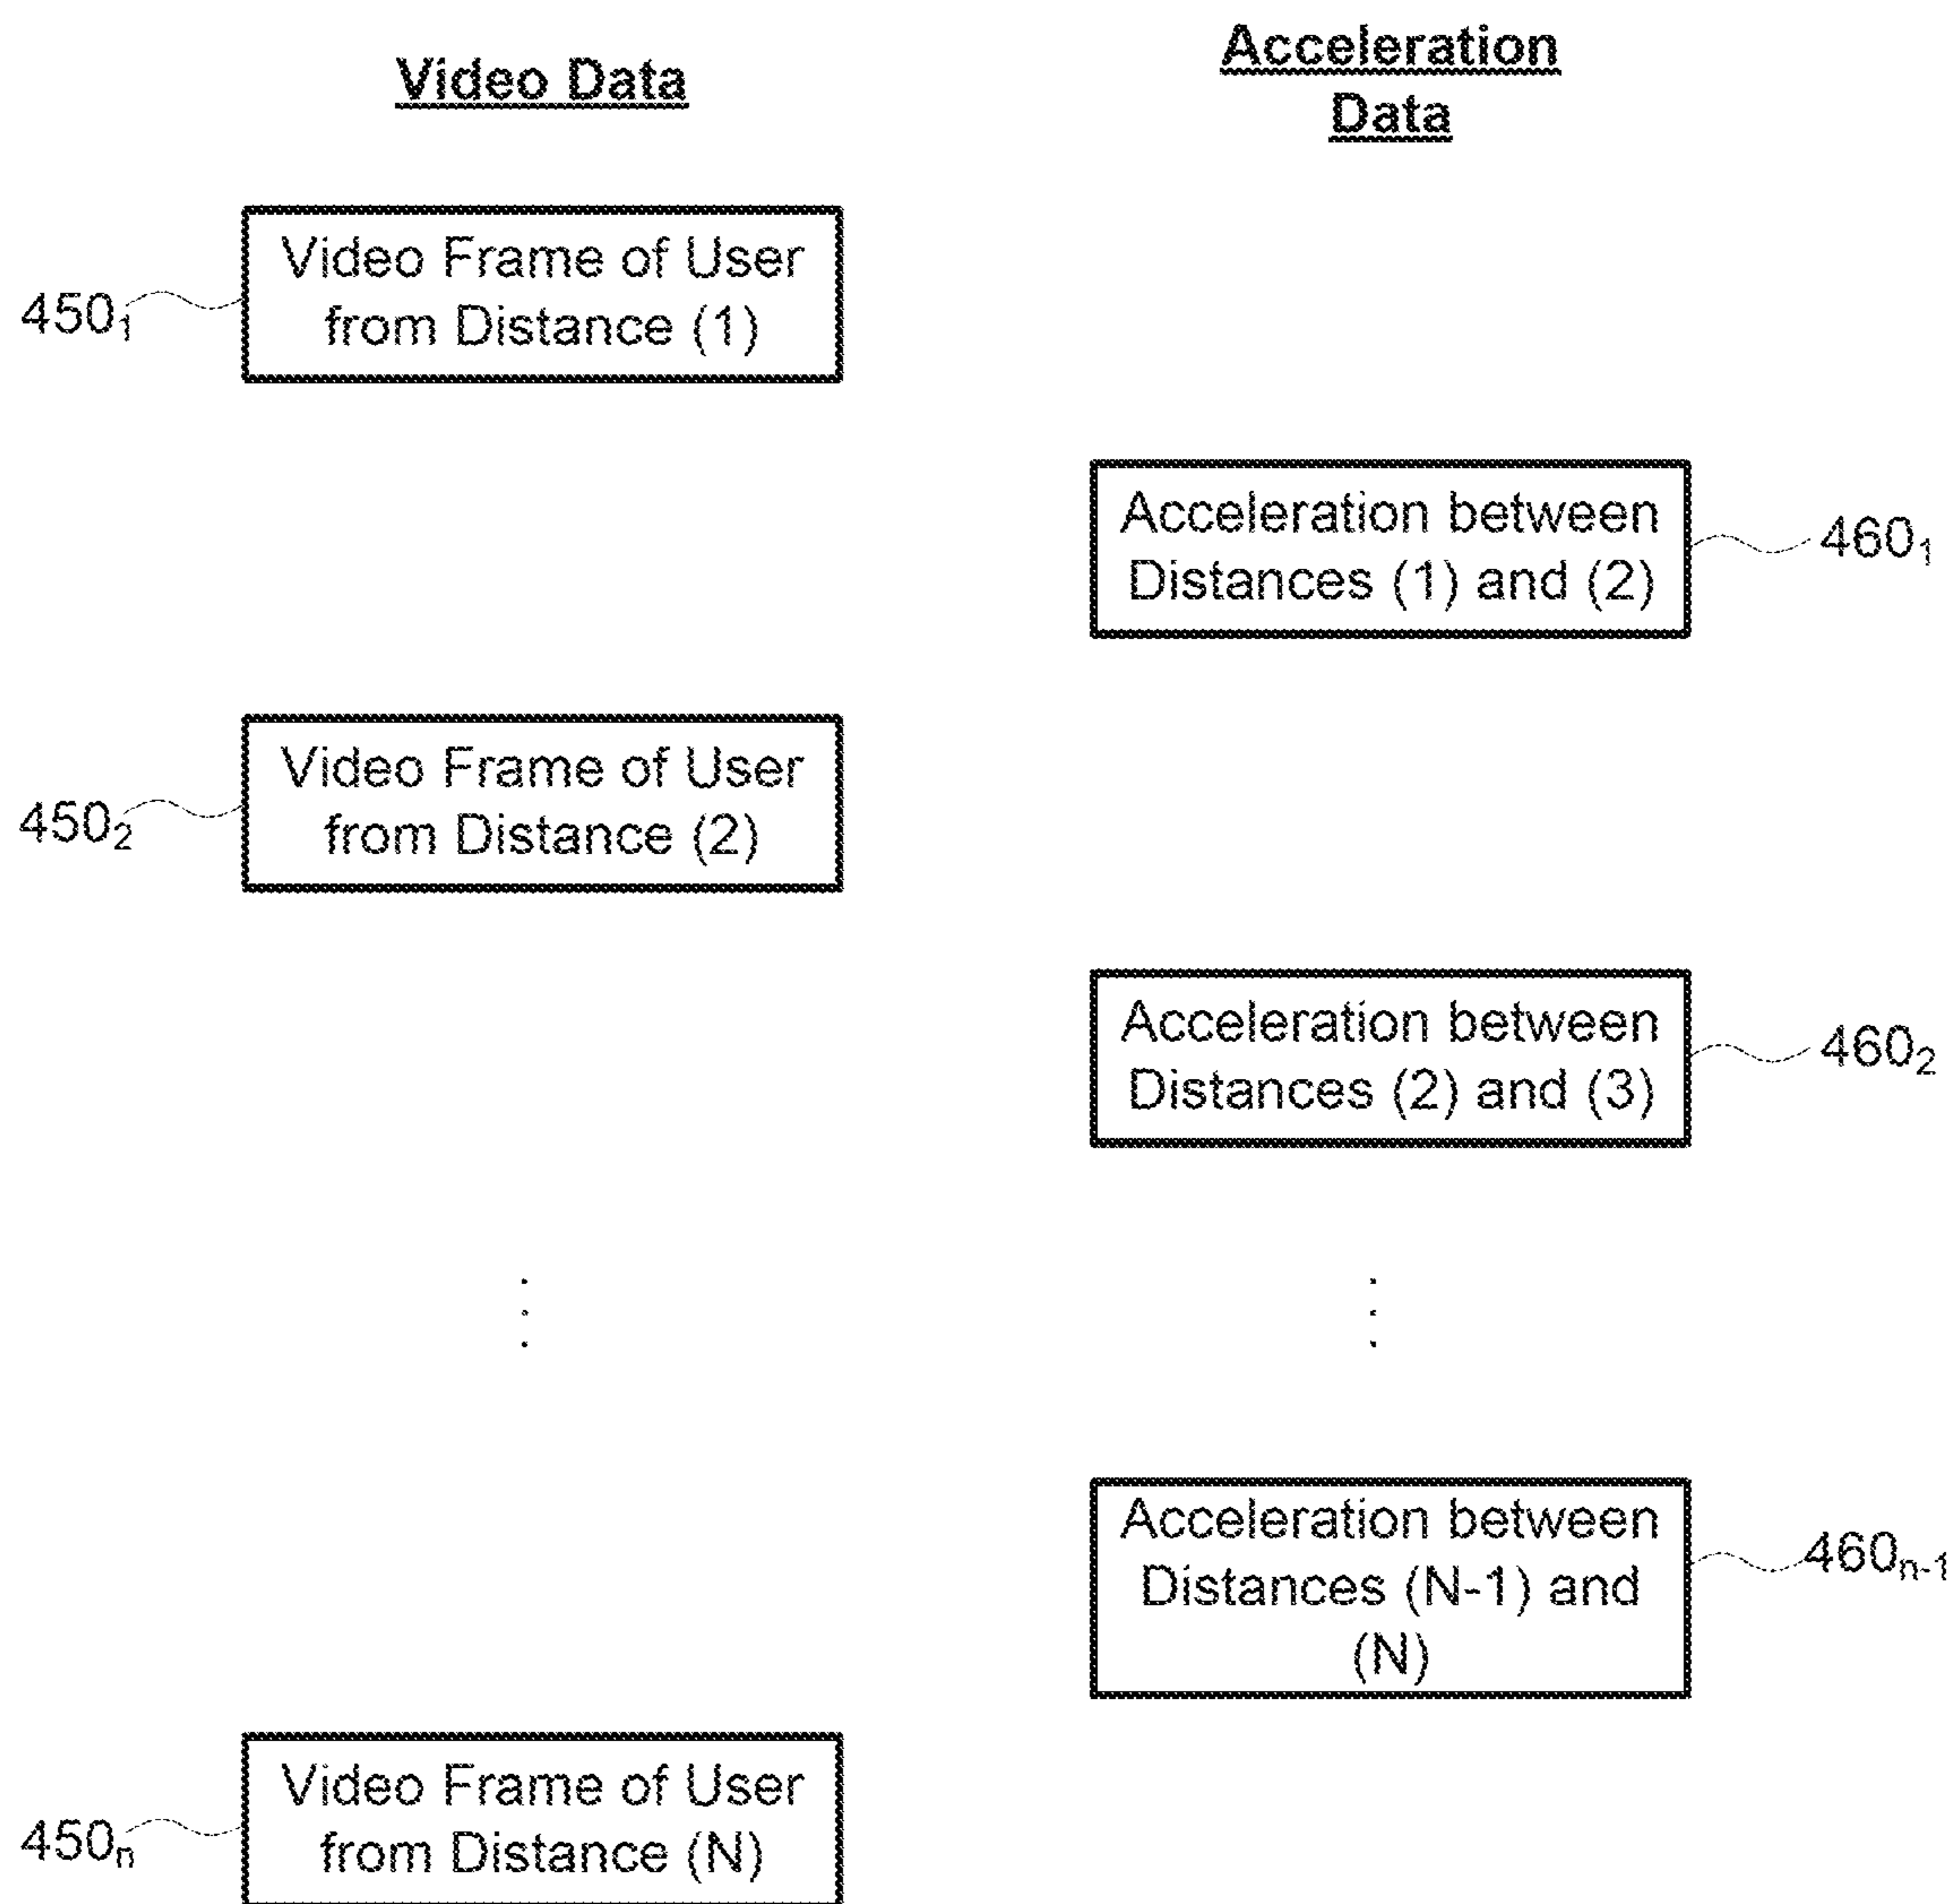 Video Data
Acceleration
Data
Video Frame of User
from Distance (1)
450₁
Acceleration between
Distances (1) and (2)
460₁
Video Frame of User
from Distance (2)
450₂
Acceleration between
Distances (2) and (3)
460₂
Acceleration between
Distances (N-1) and
(N)
460ₙ₋₁
Video Frame of User
from Distance (N)
450ₙ